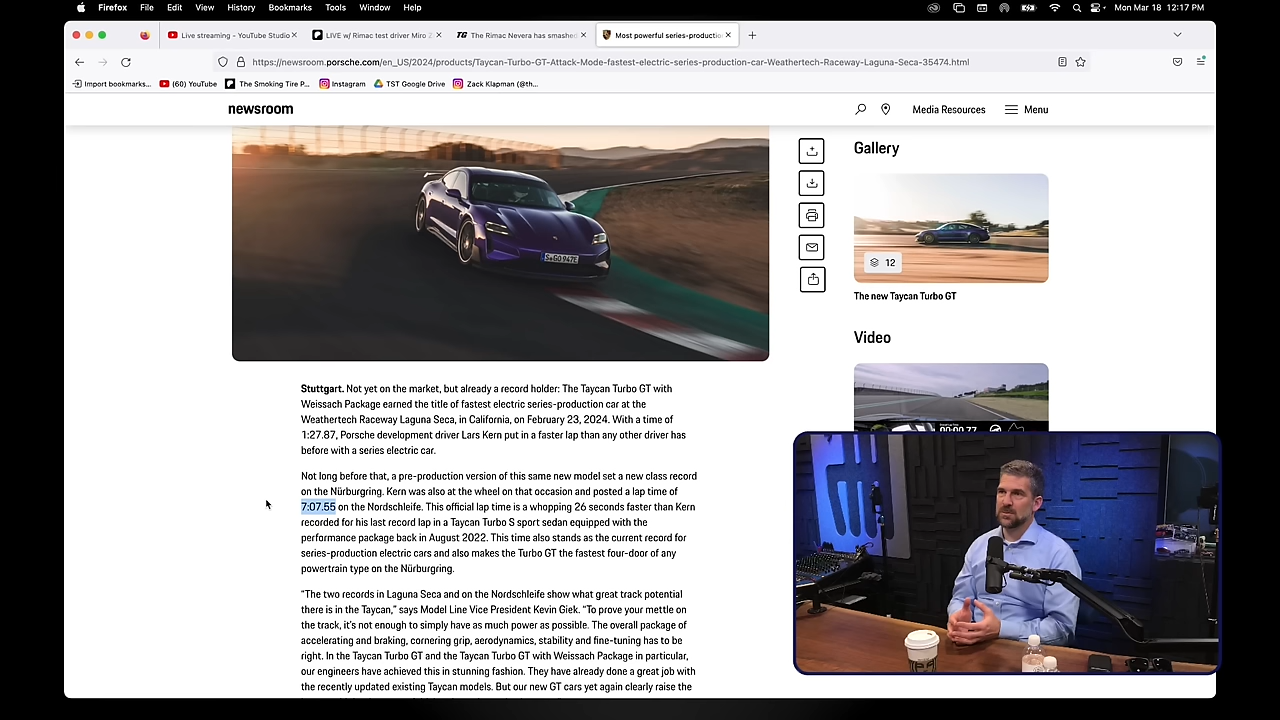 Firefox File Edit View History Bookmarks Tools Window Help Mon Mar 18 12:17 PM
Live streaming - YouTube Studio LIVE w/ Rimac test driver Miro Z TG The Rimac Nevera has smashed Most powerful series-productio
https://newsroom.porsche.com/en_US/2024/products/Taycan-Turbo-GT-Attack-Mode-fastest-electric-series-production-car-Weathertech-Raceway-Laguna-Seca-35474.html
Import bookmarks... (60) YouTube The Smoking Tire P... Instagram TST Google Drive Zack Klapman (@th...
newsroom Media Resources Menu
Gallery
S·GO 947E
12
The new Taycan Turbo GT
Video
Stuttgart. Not yet on the market, but already a record holder: The Taycan Turbo GT with
Weissach Package earned the title of fastest electric series-production car at the
Weathertech Raceway Laguna Seca, in California, on February 23, 2024. With a time of
1:27.87, Porsche development driver Lars Kern put in a faster lap than any other driver has
before with a series electric car.
Not long before that, a pre-production version of this same new model set a new class record
on the Nürburgring. Kern was also at the wheel on that occasion and posted a lap time of
7:07.55 on the Nordschleife. This official lap time is a whopping 26 seconds faster than Kern
recorded for his last record lap in a Taycan Turbo S sport sedan equipped with the
performance package back in August 2022. This time also stands as the current record for
series-production electric cars and also makes the Turbo GT the fastest four-door of any
powertrain type on the Nürburgring.
“The two records in Laguna Seca and on the Nordschleife show what great track potential
there is in the Taycan,” says Model Line Vice President Kevin Giek. “To prove your mettle on
the track, it’s not enough to simply have as much power as possible. The overall package of
accelerating and braking, cornering grip, aerodynamics, stability and fine-tuning has to be
right. In the Taycan Turbo GT and the Taycan Turbo GT with Weissach Package in particular,
our engineers have achieved this in stunning fashion. They have already done a great job with
the recently updated existing Taycan models. But our new GT cars yet again clearly raise the